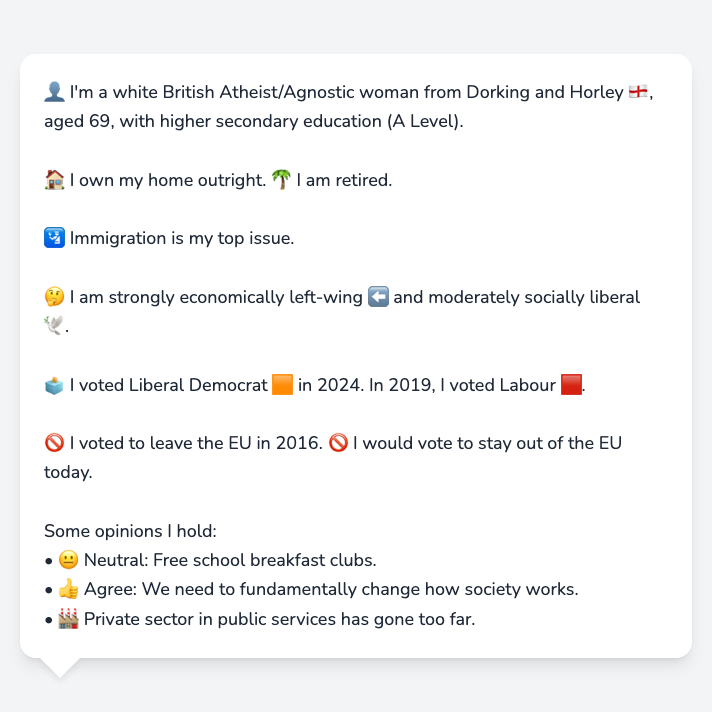 👤 I'm a white British Atheist/Agnostic woman from Dorking and Horley 🏴󠁧󠁢󠁥󠁮󠁧󠁿,
aged 69, with higher secondary education (A Level).
🏠 I own my home outright. 🌴 I am retired.
🛂 Immigration is my top issue.
🤔 I am strongly economically left-wing ⬅️ and moderately socially liberal
🕊️.
🗳️ I voted Liberal Democrat 🟧 in 2024. In 2019, I voted Labour 🟥.
🚫 I voted to leave the EU in 2016. 🚫 I would vote to stay out of the EU
today.
Some opinions I hold:
• 😐 Neutral: Free school breakfast clubs.
• 👍 Agree: We need to fundamentally change how society works.
• 🏭 Private sector in public services has gone too far.